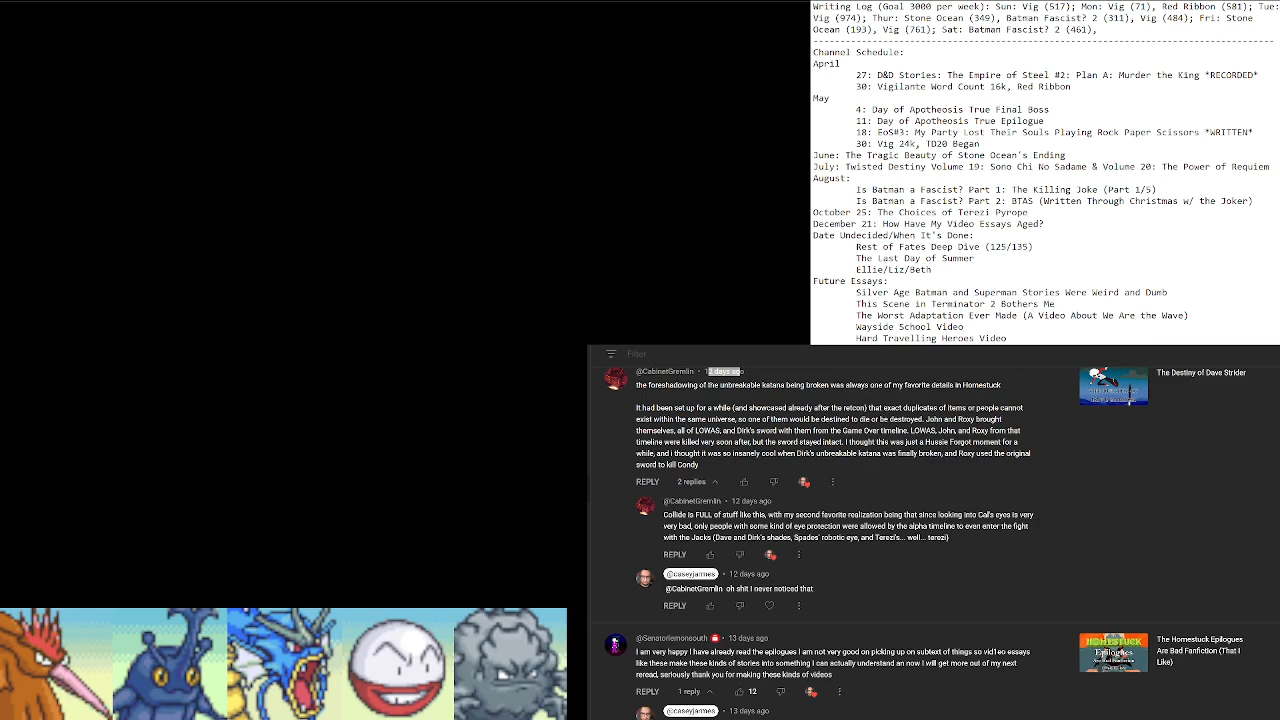 Writing Log (Goal 3000 per week): Sun: Vig (517); Mon: Vig (71), Red Ribbon (581); Tue:
Vig (974); Thur: Stone Ocean (349), Batman Fascist? 2 (311), Vig (484); Fri: Stone
Ocean (193), Vig (761); Sat: Batman Fascist? 2 (461),
Channel Schedule:
April
27: D&D Stories: The Empire of Steel #2: Plan A: Murder the King *RECORDED*
30: Vigilante Word Count 16k, Red Ribbon
May
4: Day of Apotheosis True Final Boss
11: Day of Apotheosis True Epilogue
18: EoS#3: My Party Lost Their Souls Playing Rock Paper Scissors *WRITTEN*
30: Vig 24k, TD20 Began
June: The Tragic Beauty of Stone Ocean's Ending
July: Twisted Destiny Volume 19: Sono Chi No Sadame & Volume 20: The Power of Requiem
August:
Is Batman a Fascist? Part 1: The Killing Joke (Part 1/5)
Is Batman a Fascist? Part 2: BTAS (Written Through Christmas w/ the Joker)
October 25: The Choices of Terezi Pyrope
December 21: How Have My Video Essays Aged?
Date Undecided/When It's Done:
Rest of Fates Deep Dive (125/135)
The Last Day of Summer
Ellie/Liz/Beth
Future Essays:
Silver Age Batman and Superman Stories Were Weird and Dumb
This Scene in Terminator 2 Bothers Me
The Worst Adaptation Ever Made (A Video About We Are the Wave)
Wayside School Video
Hard Travelling Heroes Video
Filter
@CabinetGremlin • 12 days ago
the foreshadowing of the unbreakable katana being broken was always one of my favorite details in Homestuck
It had been set up for a while (and showcased already after the retcon) that exact duplicates of items or people cannot
exist within the same universe, so one of them would be destined to die or be destroyed. John and Roxy brought
themselves, all of LOWAS, and Dirk's sword with them from the Game Over timeline. LOWAS, John, and Roxy from that
timeline were killed very soon after, but the sword stayed intact. I thought this was just a Hussie Forgot moment for a
while, and i thought it was so insanely cool when Dirk's unbreakable katana was finally broken, and Roxy used the original
sword to kill Condy
The Destiny of Dave Strider
REPLY 2 replies
@CabinetGremlin • 12 days ago
Collide is FULL of stuff like this, with my second favorite realization being that since looking into Cal's eyes is very
very bad, only people with some kind of eye protection were allowed by the alpha timeline to even enter the fight
with the Jacks (Dave and Dirk's shades, Spades' robotic eye, and Terezi's... well... terezi)
REPLY
@caseyjarmes • 12 days ago
@CabinetGremlin oh shit I never noticed that
REPLY
@Senatorlemonsouth • 13 days ago
I am very happy I have already read the epilogues I am not very good on picking up on subtext of things so vid1eo essays
like these make these kinds of stories into something I can actually understand an now I will get more out of my next
reread, seriously thank you for making these kinds of videos
HOMESTUCK
Epilogues
Are Bad Fanfiction
The Homestuck Epilogues
Are Bad Fanfiction (That I
Like)
REPLY 1 reply 12
@caseyjarmes • 13 days ago